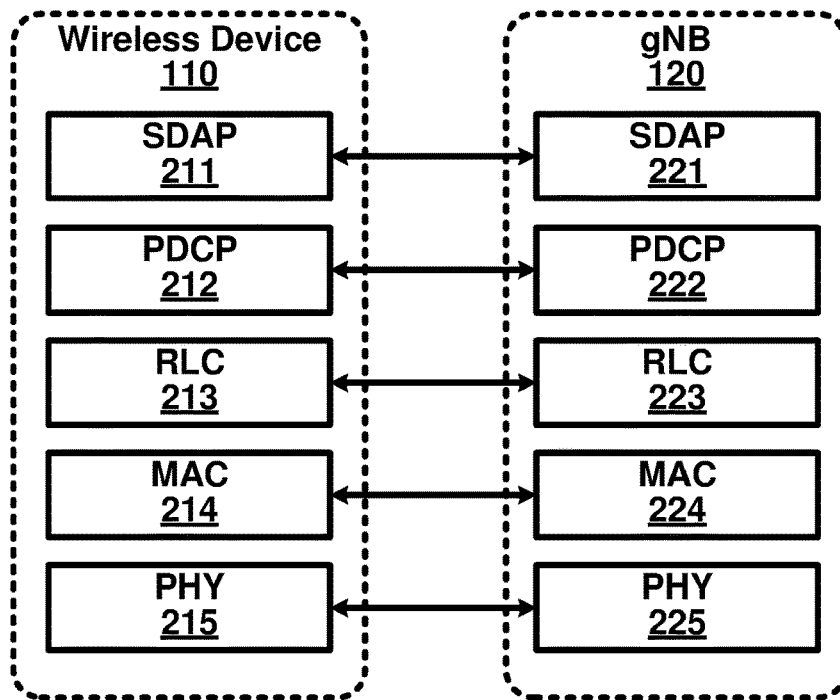 Wireless Device
110
SDAP
211
PDCP
212
RLC
213
MAC
214
PHY
215
gNB
120
SDAP
221
PDCP
222
RLC
223
MAC
224
PHY
225